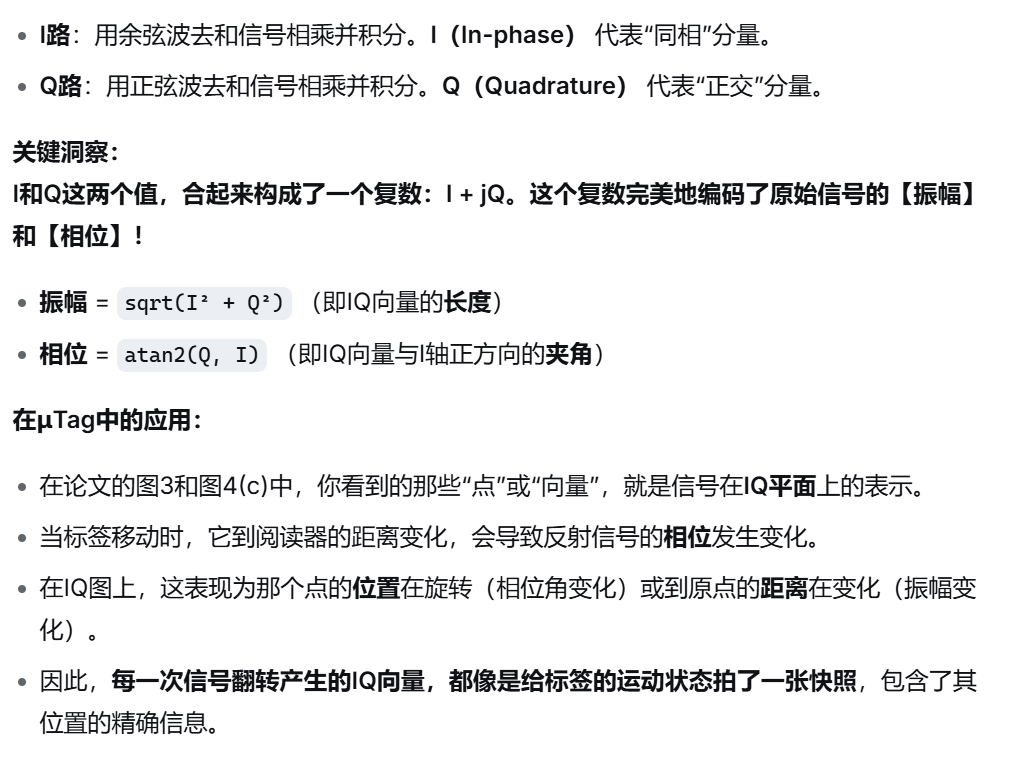 • I路：用余弦波去和信号相乘并积分。I（In-phase） 代表“同相”分量。
• Q路：用正弦波去和信号相乘并积分。Q（Quadrature） 代表“正交”分量。
关键洞察：
I和Q这两个值，合起来构成了一个复数：I + jQ。这个复数完美地编码了原始信号的【振幅】
和【相位】！
• 振幅 = sqrt(I² + Q²) （即IQ向量的长度）
• 相位 = atan2(Q, I) （即IQ向量与I轴正方向的夹角）
在μTag中的应用：
• 在论文的图3和图4(c)中，你看到的那些“点”或“向量”，就是信号在IQ平面上的表示。
• 当标签移动时，它到阅读器的距离变化，会导致反射信号的相位发生变化。
• 在IQ图上，这表现为那个点的位置在旋转（相位角变化）或到原点的距离在变化（振幅变
化）。
• 因此，每一次信号翻转产生的IQ向量，都像是给标签的运动状态拍了一张快照，包含了其
位置的精确信息。